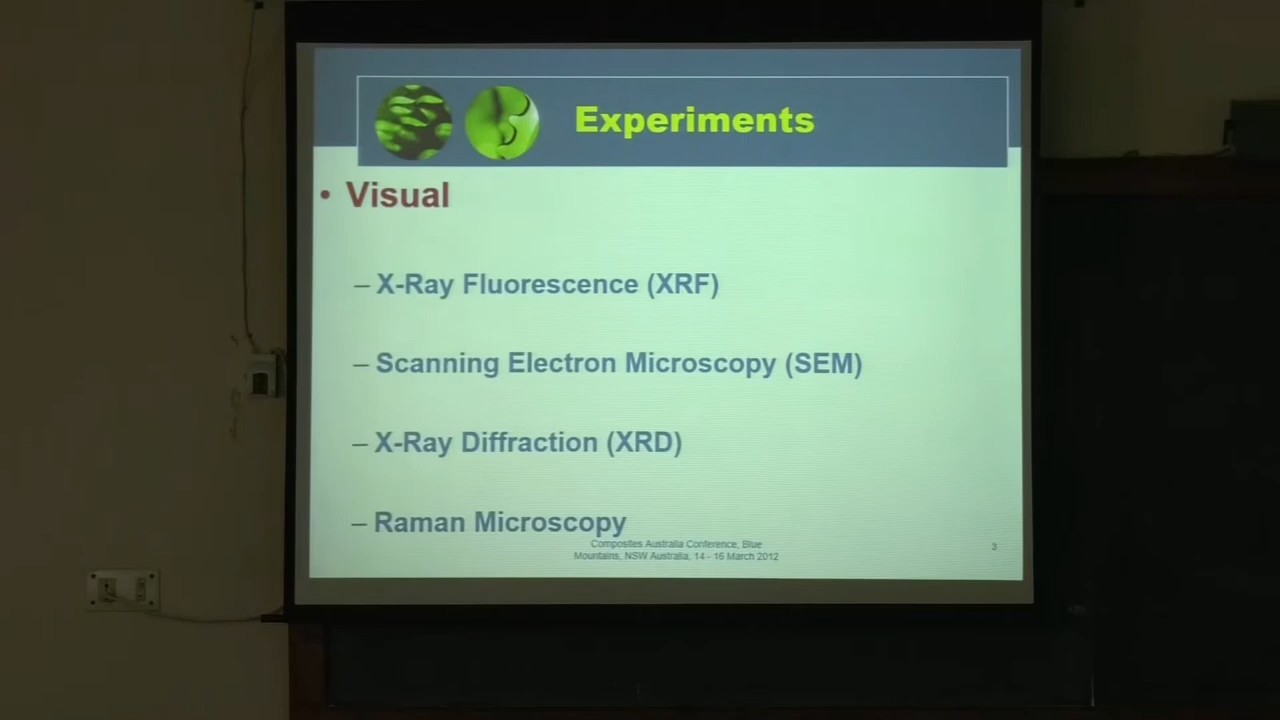 Experiments
• Visual
– X-Ray Fluorescence (XRF)
– Scanning Electron Microscopy (SEM)
– X-Ray Diffraction (XRD)
– Raman Microscopy
Composites Australia Conference, Blue
Mountains, NSW Australia, 14 - 16 March 2012
3